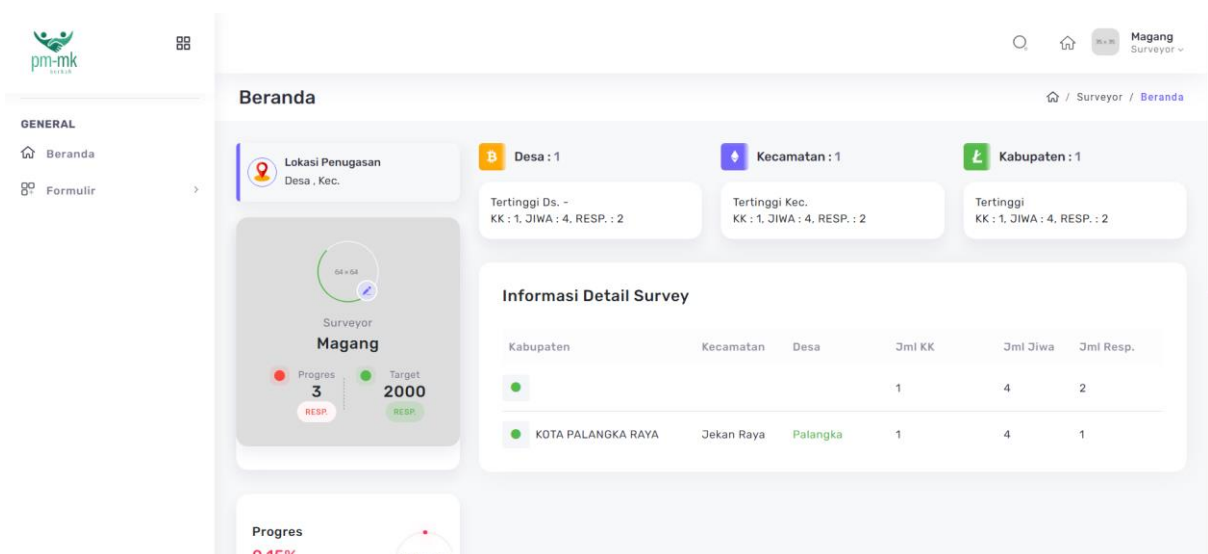 pm-mk
Magang
Surveyor
Beranda
/ Surveyor / Beranda
GENERAL
Beranda
Formulir
Lokasi Penugasan
Desa , Kec.
64 × 64
Surveyor
Magang
Progres
3
RESP.
Target
2000
RESP.
Desa : 1
Tertinggi Ds. -
KK : 1, JIWA : 4, RESP. : 2
Kecamatan : 1
Tertinggi Kec.
KK : 1, JIWA : 4, RESP. : 2
Kabupaten : 1
Tertinggi
KK : 1, JIWA : 4, RESP. : 2
Informasi Detail Survey
Kabupaten Kecamatan Desa Jml KK Jml Jiwa Jml Resp.
1 4 2
KOTA PALANGKA RAYA Jekan Raya Palangka 1 4 1
Progres
0.15%